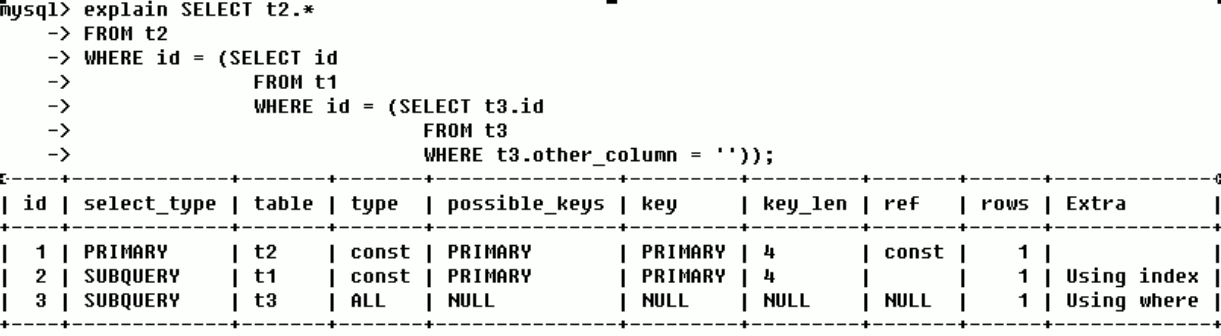 mysql> explain SELECT t2.*
    -> FROM t2
    -> WHERE id = (SELECT id
    ->             FROM t1
    ->             WHERE id = (SELECT t3.id
    ->                         FROM t3
    ->                         WHERE t3.other_column = ''));
| id | select_type | table | type | possible_keys | key | key_len | ref | rows | Extra |
| 1 | PRIMARY | t2 | const | PRIMARY | PRIMARY | 4 | const | 1 | |
| 2 | SUBQUERY | t1 | const | PRIMARY | PRIMARY | 4 | | 1 | Using index |
| 3 | SUBQUERY | t3 | ALL | NULL | NULL | NULL | NULL | 1 | Using where |